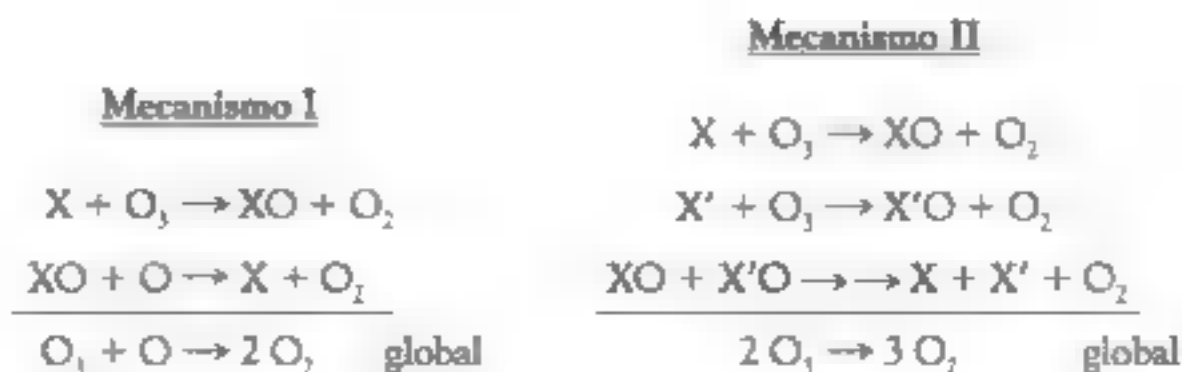 Mecanismo I
X + O₃ → XO + O₂
XO + O → X + O₂
O₃ + O → 2 O₂ global
Mecanismo II
X + O₃ → XO + O₂
X′ + O₃ → X′O + O₂
XO + X′O → → X + X′ + O₂
2 O₃ → 3 O₂ global